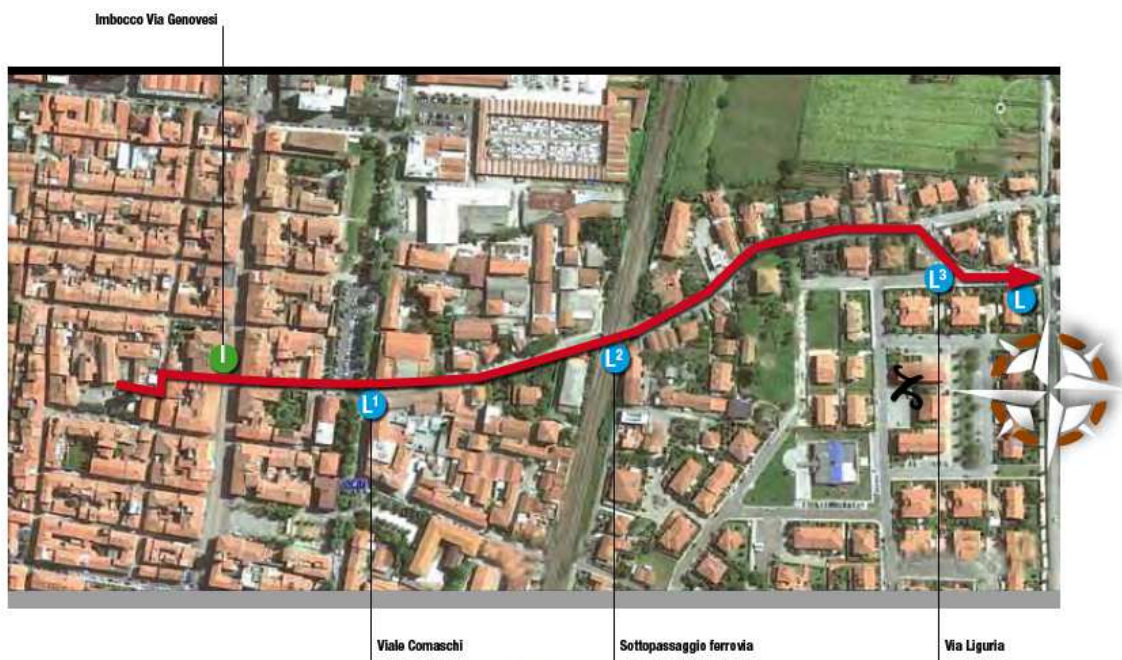 Imbocco Via Genovesi
I
L³
L
L²
L¹
Viale Comaschi
Sottopassaggio ferrovia
Via Liguria